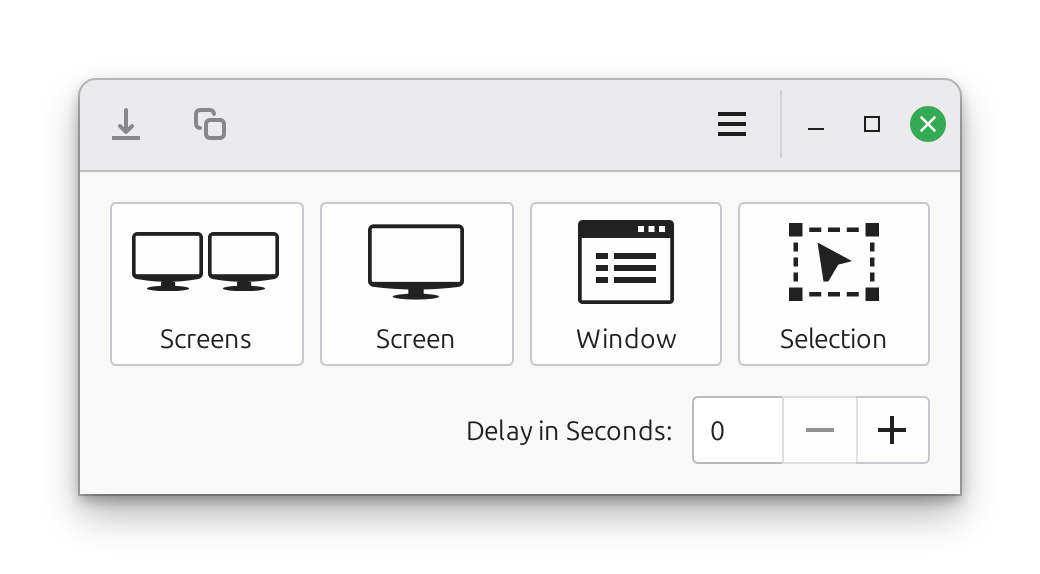 Screens
Screen
Window
Selection
Delay in Seconds: 0